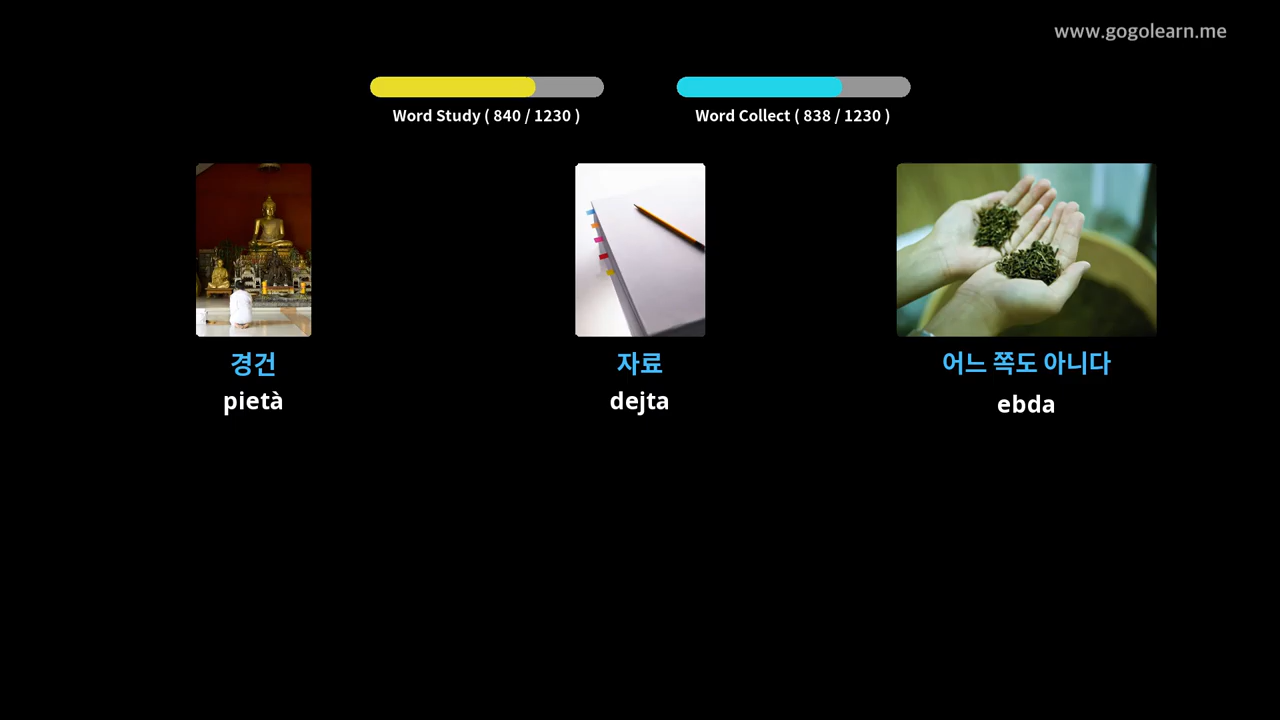 www.gogolearn.me
Word Study ( 840 / 1230 )
Word Collect ( 838 / 1230 )
경건
pietà
자료
dejta
어느 쪽도 아니다
ebda